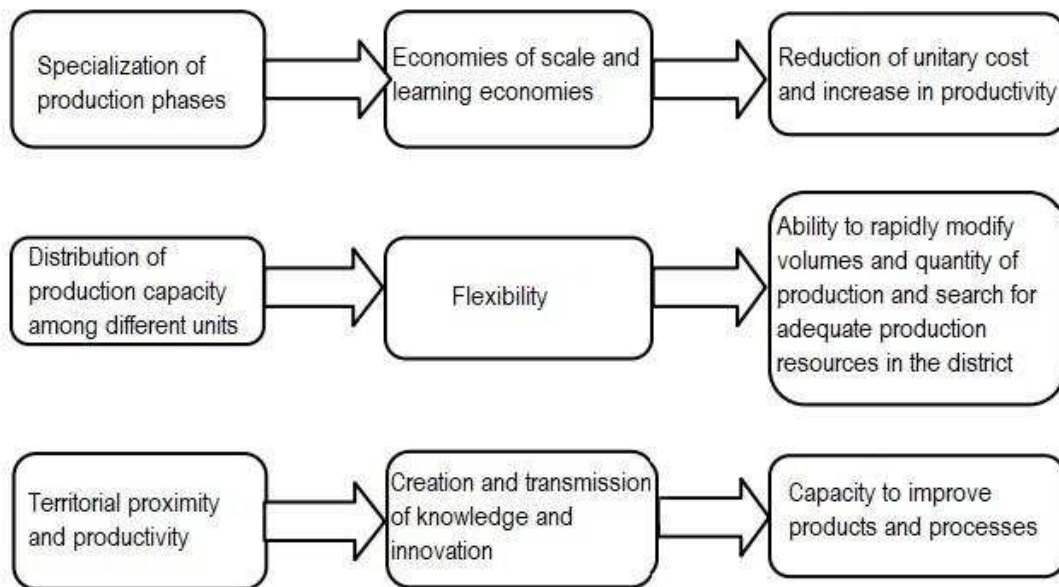 Specialization of
production phases
Economies of scale and
learning economies
Reduction of unitary cost
and increase in productivity
Distribution of
production capacity
among different units
Flexibility
Ability to rapidly modify
volumes and quantity of
production and search for
adequate production
resources in the district
Territorial proximity
and productivity
Creation and transmission
of knowledge and
innovation
Capacity to improve
products and processes